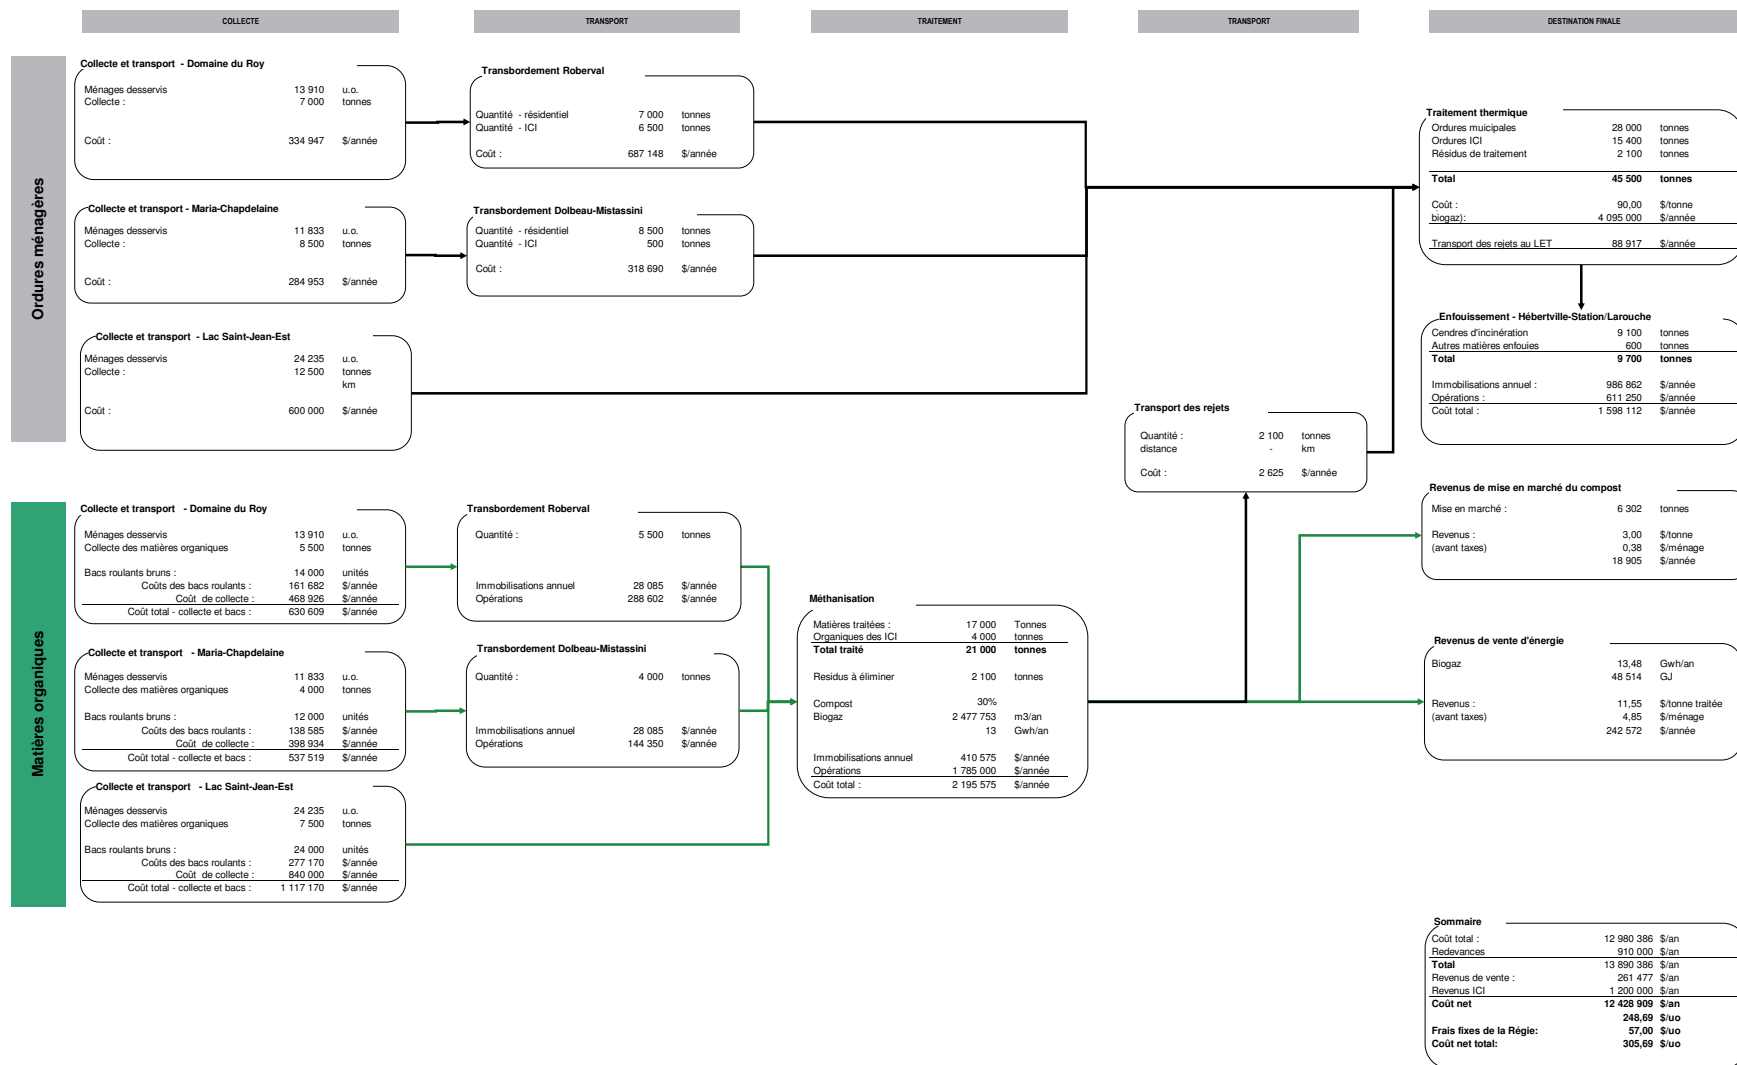 COLLECTE
TRANSPORT
TRAITEMENT
TRANSPORT
DESTINATION FINALE
Ordures ménagères
Collecte et transport - Domaine du Roy
Ménages desservis 13 910 u.o.
Collecte : 7 000 tonnes
Coût : 334 947 $/année
Transbordement Roberval
Quantité - résidentiel 7 000 tonnes
Quantité - ICI 6 500 tonnes
Coût : 687 148 $/année
Collecte et transport - Maria-Chapdelaine
Ménages desservis 11 833 u.o.
Collecte : 8 500 tonnes
Coût : 284 953 $/année
Transbordement Dolbeau-Mistassini
Quantité - résidentiel 8 500 tonnes
Quantité - ICI 500 tonnes
Coût : 318 690 $/année
Collecte et transport - Lac Saint-Jean-Est
Ménages desservis 24 235 u.o.
Collecte : 12 500 tonnes
km
Coût : 600 000 $/année
Transport des rejets
Quantité : 2 100 tonnes
distance - km
Coût : 2 625 $/année
Traitement thermique
Ordures muicipales 28 000 tonnes
Ordures ICI 15 400 tonnes
Résidus de traitement 2 100 tonnes
Total 45 500 tonnes
Coût : 90,00 $/tonne
biogaz): 4 095 000 $/année
Transport des rejets au LET 88 917 $/année
Enfouissement - Hébertville-Station/Larouche
Cendres d'incinération 9 100 tonnes
Autres matières enfouies 600 tonnes
Total 9 700 tonnes
Immobilisations annuel : 986 862 $/année
Opérations : 611 250 $/année
Coût total : 1 598 112 $/année
Matières organiques
Collecte et transport - Domaine du Roy
Ménages desservis 13 910 u.o.
Collecte des matières organiques 5 500 tonnes
Bacs roulants bruns : 14 000 unités
Coûts des bacs roulants : 161 682 $/année
Coût de collecte : 468 926 $/année
Coût total - collecte et bacs : 630 609 $/année
Transbordement Roberval
Quantité : 5 500 tonnes
Immobilisations annuel 28 085 $/année
Opérations 288 602 $/année
Collecte et transport - Maria-Chapdelaine
Ménages desservis 11 833 u.o.
Collecte des matières organiques 4 000 tonnes
Bacs roulants bruns : 12 000 unités
Coûts des bacs roulants : 138 585 $/année
Coût de collecte : 398 934 $/année
Coût total - collecte et bacs : 537 519 $/année
Transbordement Dolbeau-Mistassini
Quantité : 4 000 tonnes
Immobilisations annuel 28 085 $/année
Opérations 144 350 $/année
Collecte et transport - Lac Saint-Jean-Est
Ménages desservis 24 235 u.o.
Collecte des matières organiques 7 500 tonnes
Bacs roulants bruns : 24 000 unités
Coûts des bacs roulants : 277 170 $/année
Coût de collecte : 840 000 $/année
Coût total - collecte et bacs : 1 117 170 $/année
Méthanisation
Matières traitées : 17 000 Tonnes
Organiques des ICI 4 000 tonnes
Total traité 21 000 tonnes
Residus à éliminer 2 100 tonnes
Compost 30%
Biogaz 2 477 753 m3/an
13 Gwh/an
Immobilisations annuel 410 575 $/année
Opérations 1 785 000 $/année
Coût total : 2 195 575 $/année
Revenus de mise en marché du compost
Mise en marché : 6 302 tonnes
Revenus : 3,00 $/tonne
(avant taxes) 0,38 $/ménage
18 905 $/année
Revenus de vente d'énergie
Biogaz 13,48 Gwh/an
48 514 GJ
Revenus : 11,55 $/tonne traitée
(avant taxes) 4,85 $/ménage
242 572 $/année
Sommaire
Coût total : 12 980 386 $/an
Redevances 910 000 $/an
Total 13 890 386 $/an
Revenus de vente : 261 477 $/an
Revenus ICI 1 200 000 $/an
Coût net 12 428 909 $/an
248,69 $/uo
Frais fixes de la Régie: 57,00 $/uo
Coût net total: 305,69 $/uo